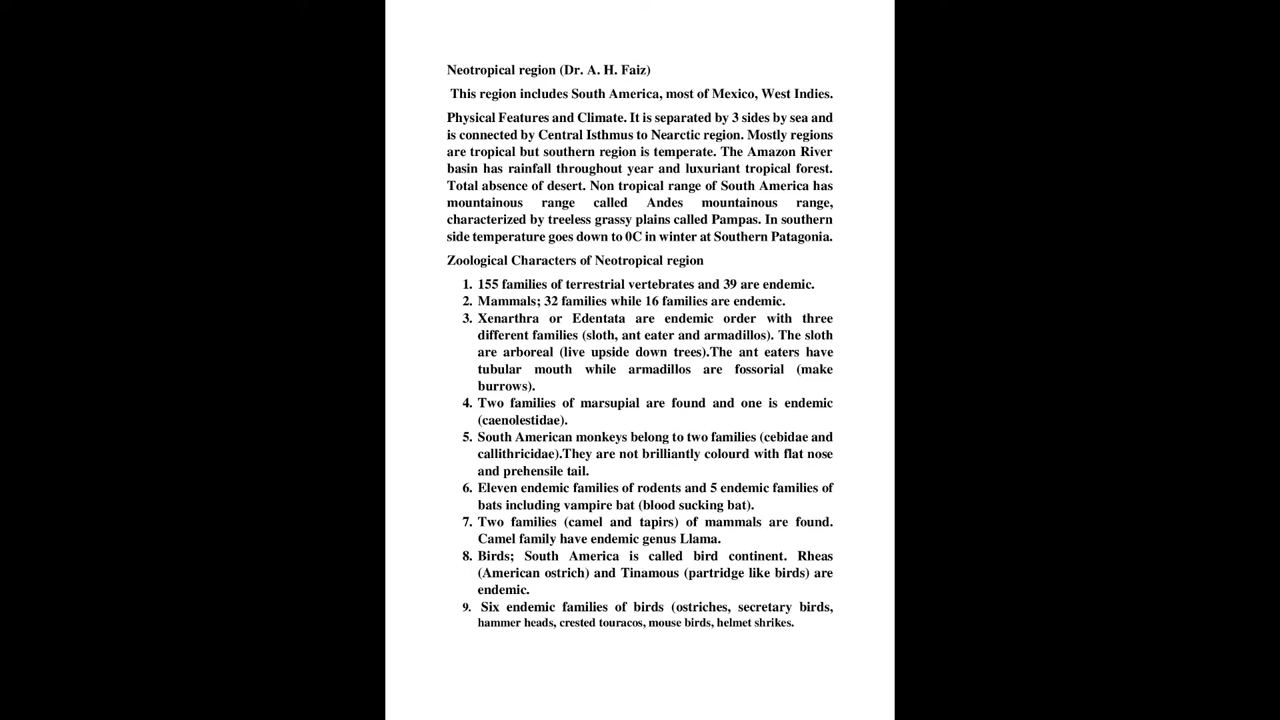 Neotropical region (Dr. A. H. Faiz)
This region includes South America, most of Mexico, West Indies.
Physical Features and Climate. It is separated by 3 sides by sea and
is connected by Central Isthmus to Nearctic region. Mostly regions
are tropical but southern region is temperate. The Amazon River
basin has rainfall throughout year and luxuriant tropical forest.
Total absence of desert. Non tropical range of South America has
mountainous range called Andes mountainous range,
characterized by treeless grassy plains called Pampas. In southern
side temperature goes down to 0C in winter at Southern Patagonia.
Zoological Characters of Neotropical region
1. 155 families of terrestrial vertebrates and 39 are endemic.
2. Mammals; 32 families while 16 families are endemic.
3. Xenarthra or Edentata are endemic order with three
different families (sloth, ant eater and armadillos). The sloth
are arboreal (live upside down trees).The ant eaters have
tubular mouth while armadillos are fossorial (make
burrows).
4. Two families of marsupial are found and one is endemic
(caenolestidae).
5. South American monkeys belong to two families (cebidae and
callithricidae).They are not brilliantly colourd with flat nose
and prehensile tail.
6. Eleven endemic families of rodents and 5 endemic families of
bats including vampire bat (blood sucking bat).
7. Two families (camel and tapirs) of mammals are found.
Camel family have endemic genus Llama.
8. Birds; South America is called bird continent. Rheas
(American ostrich) and Tinamous (partridge like birds) are
endemic.
9. Six endemic families of birds (ostriches, secretary birds,
hammer heads, crested touracos, mouse birds, helmet shrikes.